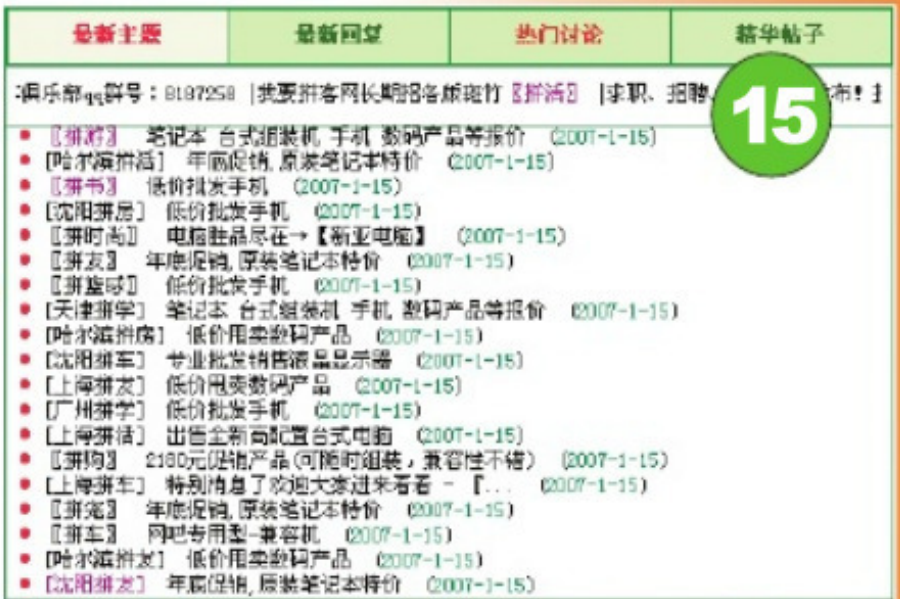 最新主题 最新回复 热门讨论 精华帖子
俱乐部qq群号：8187258 |我要拼客网长期招各版斑竹〖拼活〗 |求职、招聘、 布！
15
〖拼游〗 笔记本 台式组装机 手机 数码产品等报价 (2007-1-15)
[哈尔滨拼活] 年底促销,原装笔记本特价 (2007-1-15)
〖拼书〗 低价批发手机 (2007-1-15)
[沈阳拼房] 低价批发手机 (2007-1-15)
〖拼时尚〗 电脑胜品尽在→【新亚电脑】 (2007-1-15)
〖拼友〗 年底促销,原装笔记本特价 (2007-1-15)
〖拼篮球〗 低价批发手机 (2007-1-15)
[天津拼学] 笔记本 台式组装机 手机 数码产品等报价 (2007-1-15)
[哈尔滨拼房] 低价甩卖数码产品 (2007-1-15)
[沈阳拼车] 专业批发销售液晶显示器 (2007-1-15)
[上海拼友] 低价甩卖数码产品 (2007-1-15)
[广州拼学] 低价批发手机 (2007-1-15)
[上海拼活] 出售全新高配置台式电脑 (2007-1-15)
〖拼购〗 2180元促销产品(可随时组装，兼容性不错) (2007-1-15)
[上海拼车] 特别消息了欢迎大家进来看看 - 『... (2007-1-15)
〖拼宠〗 年底促销,原装笔记本特价 (2007-1-15)
〖拼车〗 网吧专用型-兼容机 (2007-1-15)
[哈尔滨拼友] 低价甩卖数码产品 (2007-1-15)
[沈阳拼友] 年底促销,原装笔记本特价 (2007-1-15)